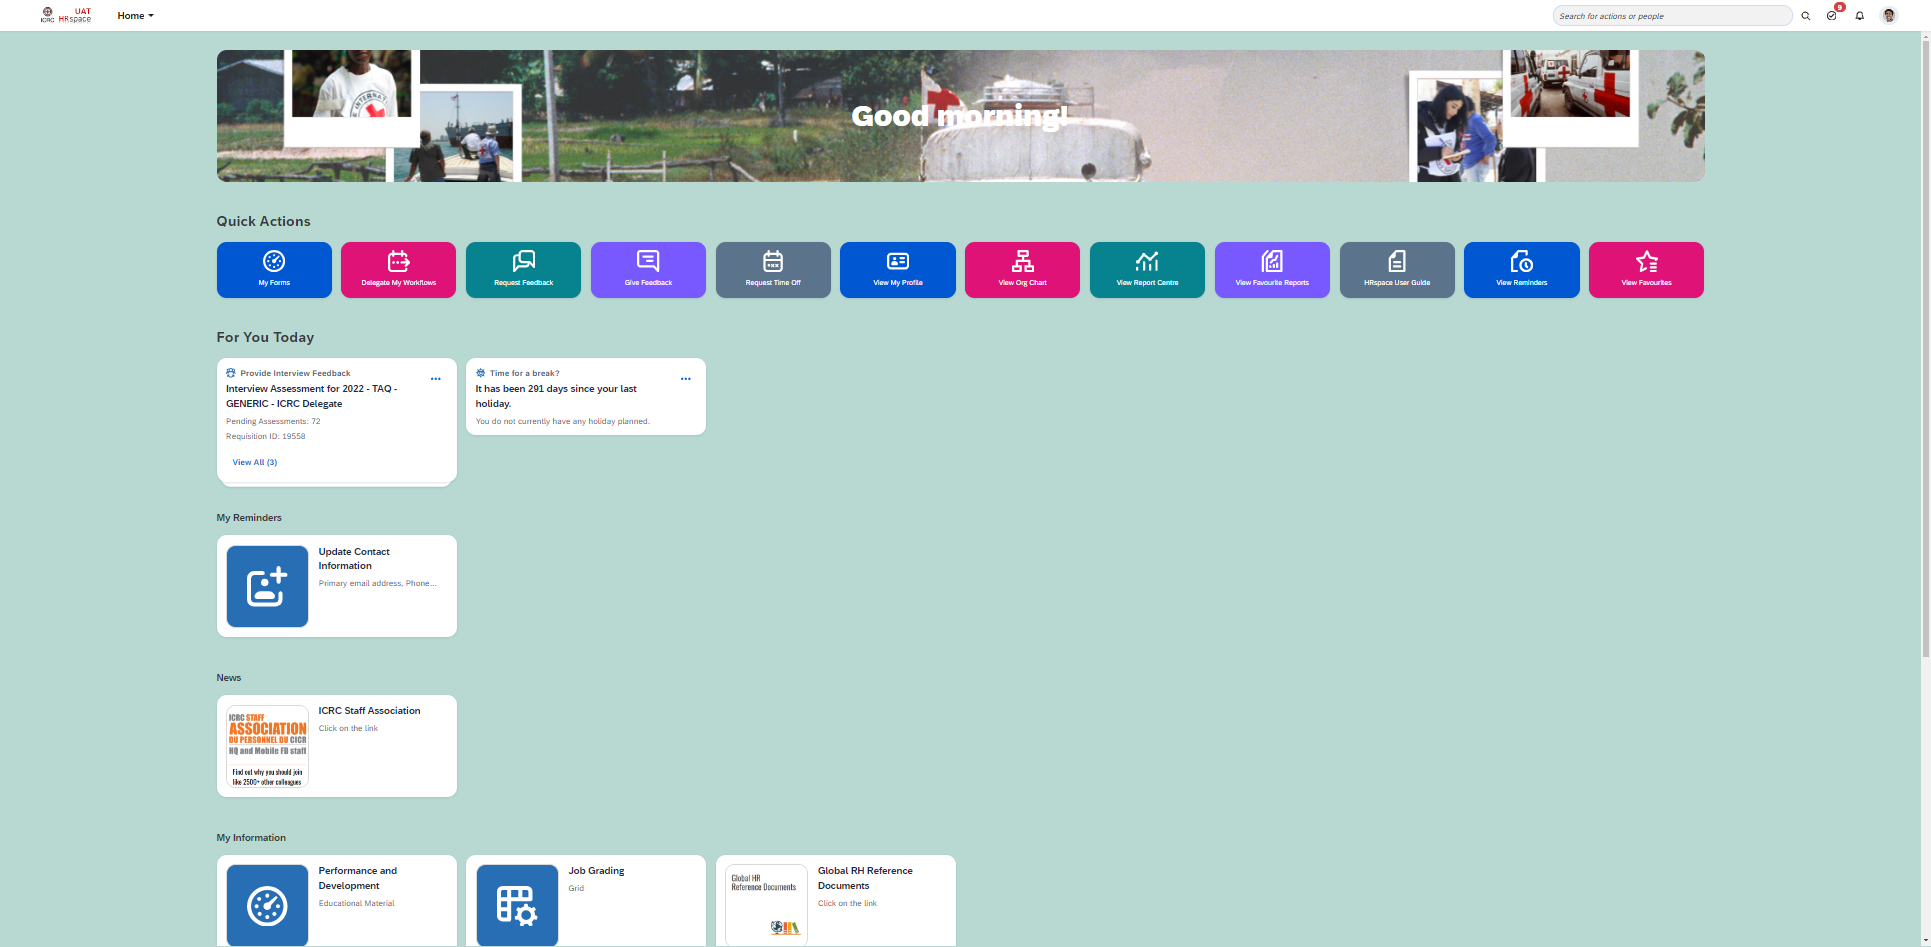 ICRC
UAT
HRspace
Home
Search for actions or people
9
INTERNAT
Good morning!
Quick Actions
My Forms
Delegate My Workflows
Request Feedback
Give Feedback
Request Time Off
View My Profile
View Org Chart
View Report Centre
View Favourite Reports
HRspace User Guide
View Reminders
View Favourites
For You Today
Provide Interview Feedback
Interview Assessment for 2022 - TAQ -
GENERIC - ICRC Delegate
Pending Assessments: 72
Requisition ID: 19558
View All (3)
Time for a break?
It has been 291 days since your last
holiday.
You do not currently have any holiday planned.
My Reminders
Update Contact
Information
Primary email address, Phone...
News
ICRC STAFF
ASSOCIATION
DU PERSONNEL DU CICR
HQ and Mobile FD staff
Find out why you should join
like 2500+ other colleagues
ICRC Staff Association
Click on the link
My Information
Performance and
Development
Educational Material
Job Grading
Grid
Global HR
Reference Documents
Global RH Reference
Documents
Click on the link